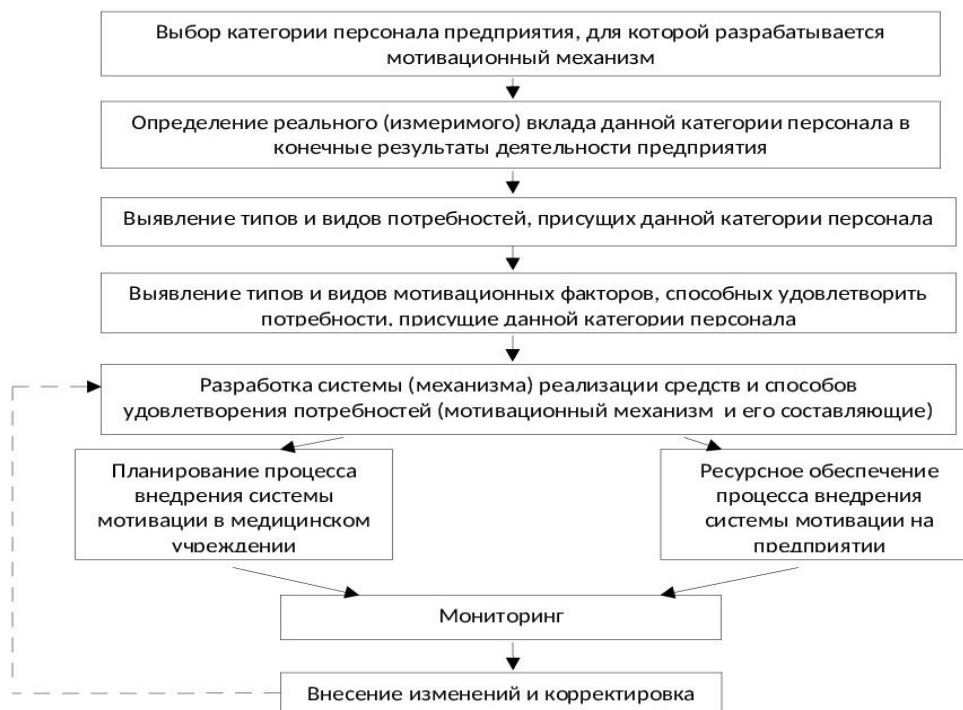 Выбор категории персонала предприятия, для которой разрабатывается
мотивационный механизм
Определение реального (измеримого) вклада данной категории персонала в
конечные результаты деятельности предприятия
Выявление типов и видов потребностей, присущих данной категории персонала
Выявление типов и видов мотивационных факторов, способных удовлетворить
потребности, присущие данной категории персонала
Разработка системы (механизма) реализации средств и способов
удовлетворения потребностей (мотивационный механизм и его составляющие)
Планирование процесса
внедрения системы
мотивации в медицинском
учреждении
Ресурсное обеспечение
процесса внедрения
системы мотивации на
предприятии
Мониторинг
Внесение изменений и корректировка